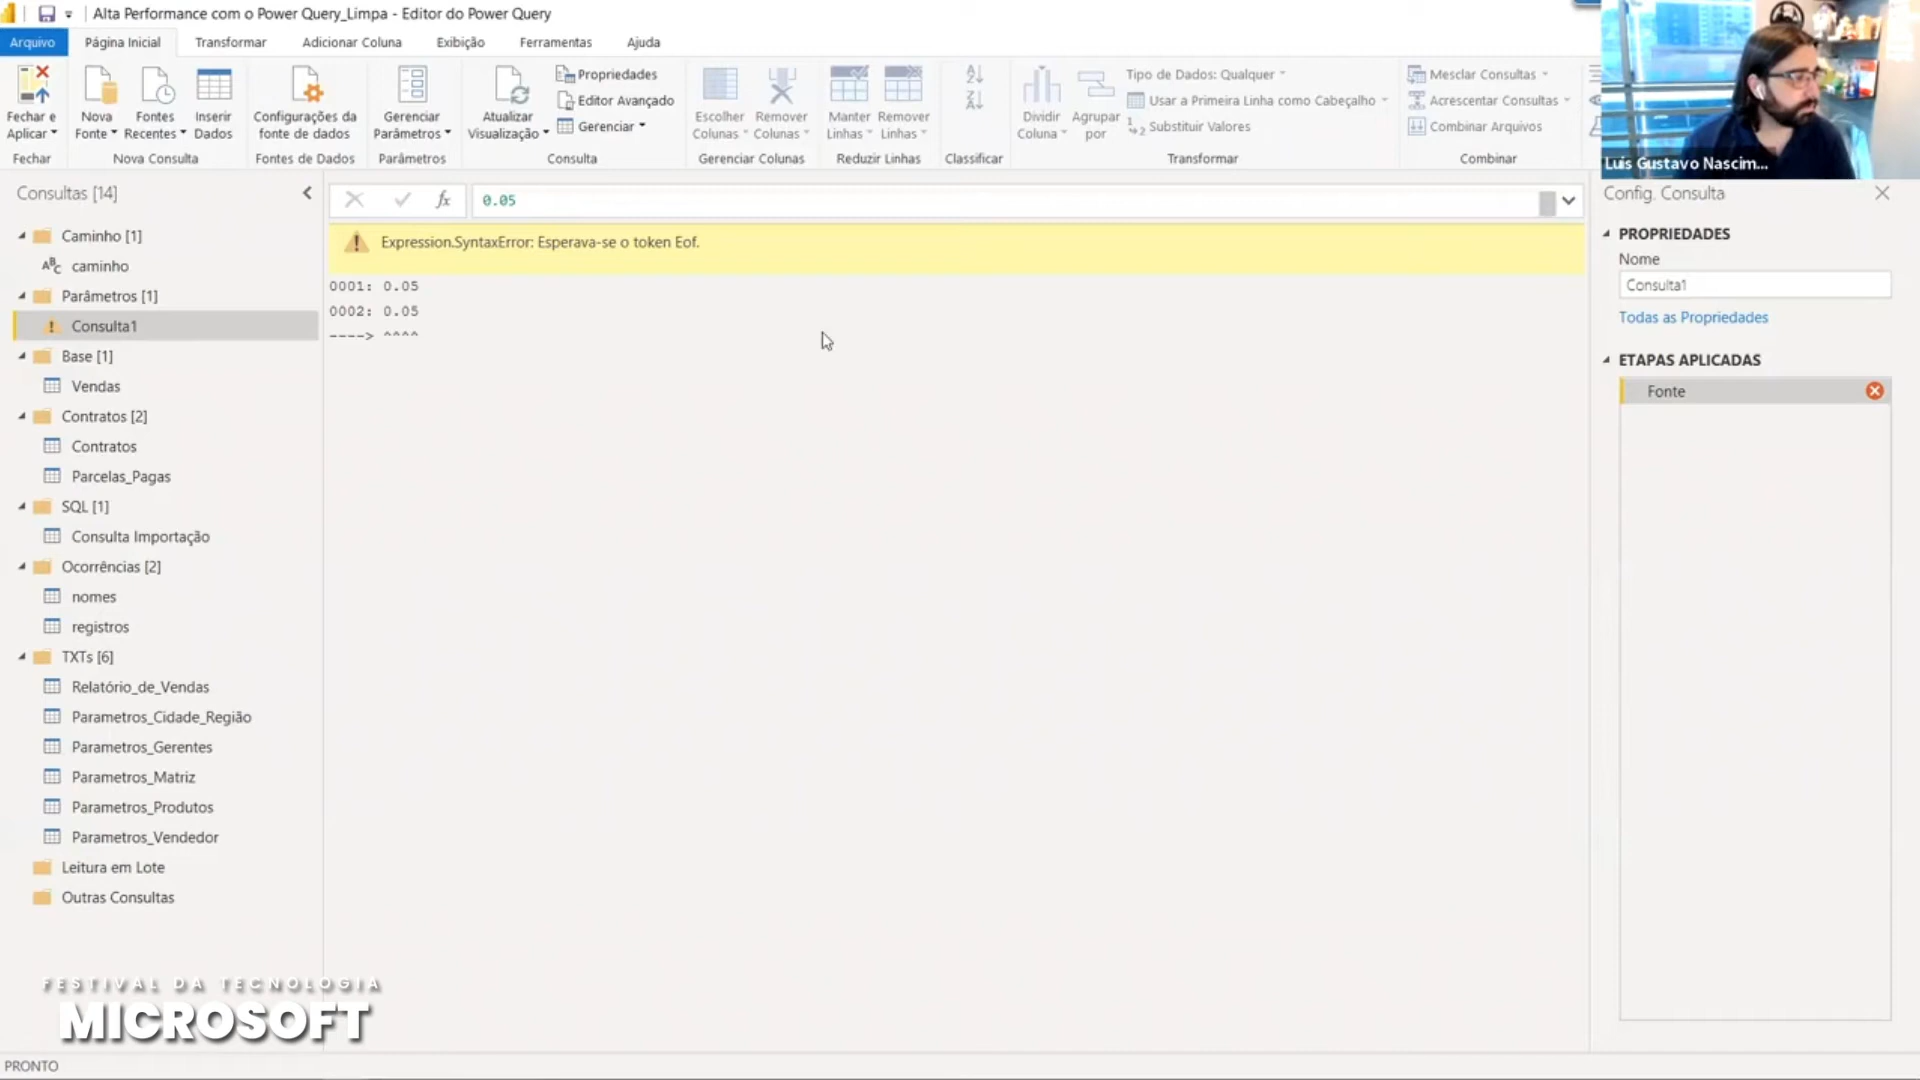 Alta Performance com o Power Query_Limpa - Editor do Power Query
Arquivo
Página Inicial
Transformar
Adicionar Coluna
Exibição
Ferramentas
Ajuda
Fechar e
Aplicar
Nova
Fonte
Fontes
Recentes
Inserir
Dados
Configurações da
fonte de dados
Gerenciar
Parâmetros
Atualizar
Visualização
Propriedades
Editor Avançado
Gerenciar
Escolher
Colunas
Remover
Colunas
Manter
Linhas
Remover
Linhas
Dividir
Coluna
Agrupar
por
Tipo de Dados: Qualquer
Usar a Primeira Linha como Cabeçalho
Substituir Valores
Mesclar Consultas
Acrescentar Consultas
Combinar Arquivos
Fechar
Nova Consulta
Fontes de Dados
Parâmetros
Consulta
Gerenciar Colunas
Reduzir Linhas
Classificar
Transformar
Combinar
Luis Gustavo Nascim...
Consultas [14]
Caminho [1]
caminho
Parâmetros [1]
Consulta1
Base [1]
Vendas
Contratos [2]
Contratos
Parcelas_Pagas
SQL [1]
Consulta Importação
Ocorrências [2]
nomes
registros
TXTs [6]
Relatório_de_Vendas
Parametros_Cidade_Região
Parametros_Gerentes
Parametros_Matriz
Parametros_Produtos
Parametros_Vendedor
Leitura em Lote
Outras Consultas
fx
0.05
Expression.SyntaxError: Esperava-se o token Eof.
0001: 0.05
0002: 0.05
----> ^^^^
Config. Consulta
PROPRIEDADES
Nome
Consulta1
Todas as Propriedades
ETAPAS APLICADAS
Fonte
FESTIVAL DA TECNOLOGIA
MICROSOFT
PRONTO